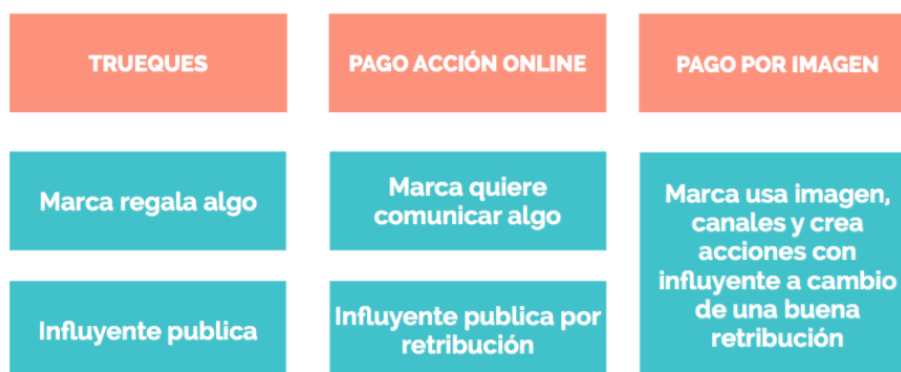 TRUEQUES
PAGO ACCIÓN ONLINE
PAGO POR IMAGEN
Marca regala algo
Marca quiere
comunicar algo
Marca usa imagen,
canales y crea
acciones con
influyente a cambio
de una buena
retribución
Influyente publica
Influyente publica por
retribución